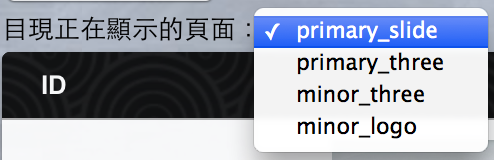 目現正在顯示的頁面：
primary_slide
primary_three
minor_three
minor_logo
ID